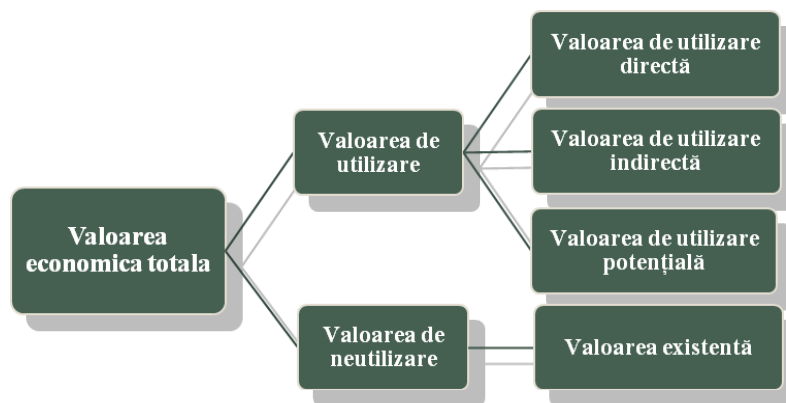 Valoarea
economica totala
Valoarea de
utilizare
Valoarea de utilizare
directă
Valoarea de utilizare
indirectă
Valoarea de utilizare
potențială
Valoarea de
neutilizare
Valoarea existentă